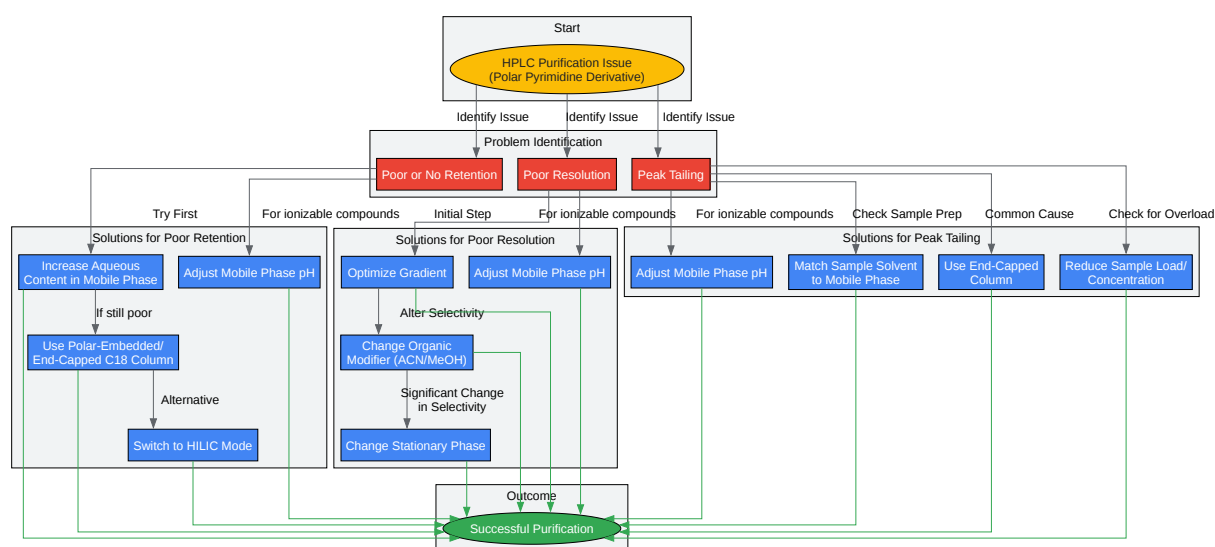 Start
HPLC Purification Issue
(Polar Pyrimidine Derivative)
Identify Issue
Identify Issue
Identify Issue
Problem Identification
Poor or No Retention
Poor Resolution
Peak Tailing
Try First
For ionizable compounds
Initial Step
For ionizable compounds
For ionizable compounds
Check Sample Prep
Common Cause
Check for Overload
Solutions for Poor Retention
Increase Aqueous
Content in Mobile Phase
Adjust Mobile Phase pH
If still poor
Use Polar-Embedded/
End-Capped C18 Column
Alternative
Switch to HILIC Mode
Solutions for Poor Resolution
Optimize Gradient
Adjust Mobile Phase pH
Alter Selectivity
Change Organic
Modifier (ACN/MeOH)
Significant Change
in Selectivity
Change Stationary Phase
Solutions for Peak Tailing
Adjust Mobile Phase pH
Match Sample Solvent
to Mobile Phase
Use End-Capped
Column
Reduce Sample Load/
Concentration
Outcome
Successful Purification